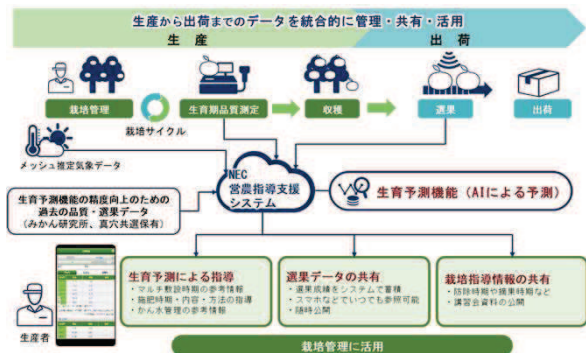 生産から出荷までのデータを統合的に管理・共有・活用
生 産
出 荷
栽培管理
生育期品質測定
収穫
選果
出荷
栽培サイクル
メッシュ推定気象データ
NEC
営農指導支援
システム
生育予測機能の精度向上のための
過去の品質・選果データ
（みかん研究所、真穴共選保有）
生育予測機能（AIによる予測）
生産者
生育予測による指導
・マルチ敷設時期の参考情報
・施肥時期・内容・方法の指導
・かん水管理の参考情報
選果データの共有
・選果成績をシステムで蓄積
・スマホなどでいつでも参照可能
・随時公開
栽培指導情報の共有
・防除時期や摘果時期など
・講習会資料の公開
栽培管理に活用